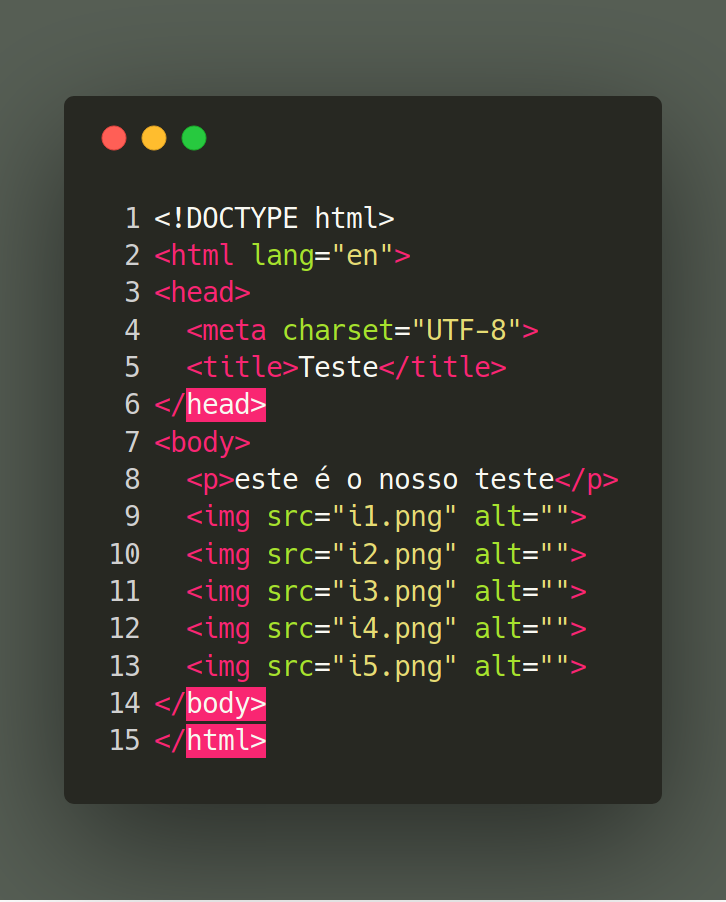 1 <!DOCTYPE html>
2 <html lang="en">
3 <head>
4   <meta charset="UTF-8">
5   <title>Teste</title>
6 </head>
7 <body>
8   <p>este é o nosso teste</p>
9   <img src="i1.png" alt="">
10   <img src="i2.png" alt="">
11   <img src="i3.png" alt="">
12   <img src="i4.png" alt="">
13   <img src="i5.png" alt="">
14 </body>
15 </html>